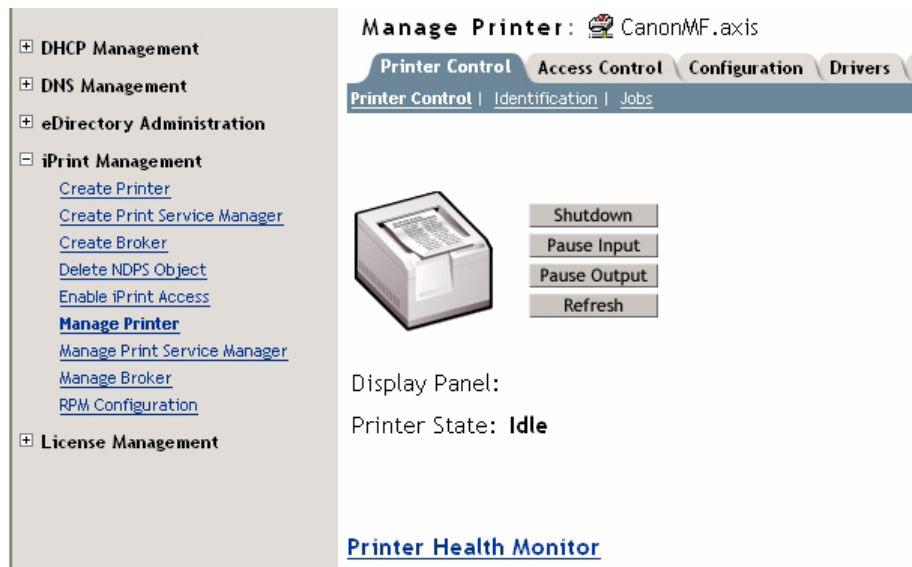 DHCP Management
DNS Management
eDirectory Administration
iPrint Management
Create Printer
Create Print Service Manager
Create Broker
Delete NDPS Object
Enable iPrint Access
Manage Printer
Manage Print Service Manager
Manage Broker
RPM Configuration
License Management
Manage Printer: CanonMF.axis
Printer Control Access Control Configuration Drivers
Printer Control | Identification | Jobs
Shutdown
Pause Input
Pause Output
Refresh
Display Panel:
Printer State: Idle
Printer Health Monitor